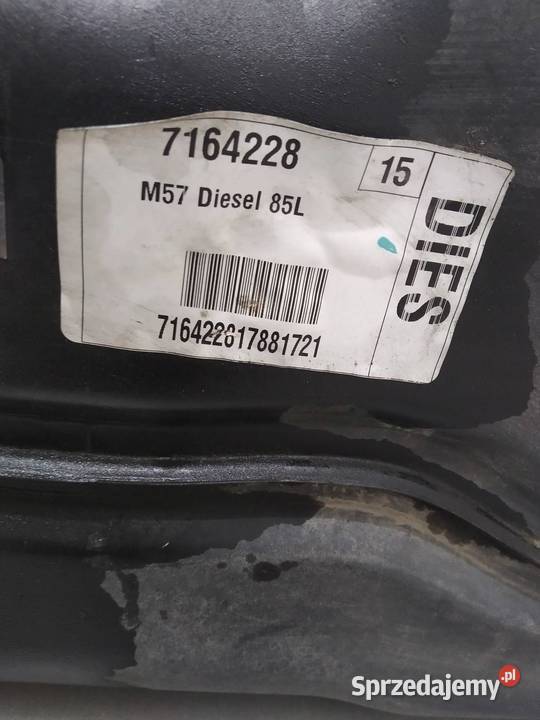 7164228
15
M57 Diesel 85L
DIES
716422817881721
Sprzedajemy.pl